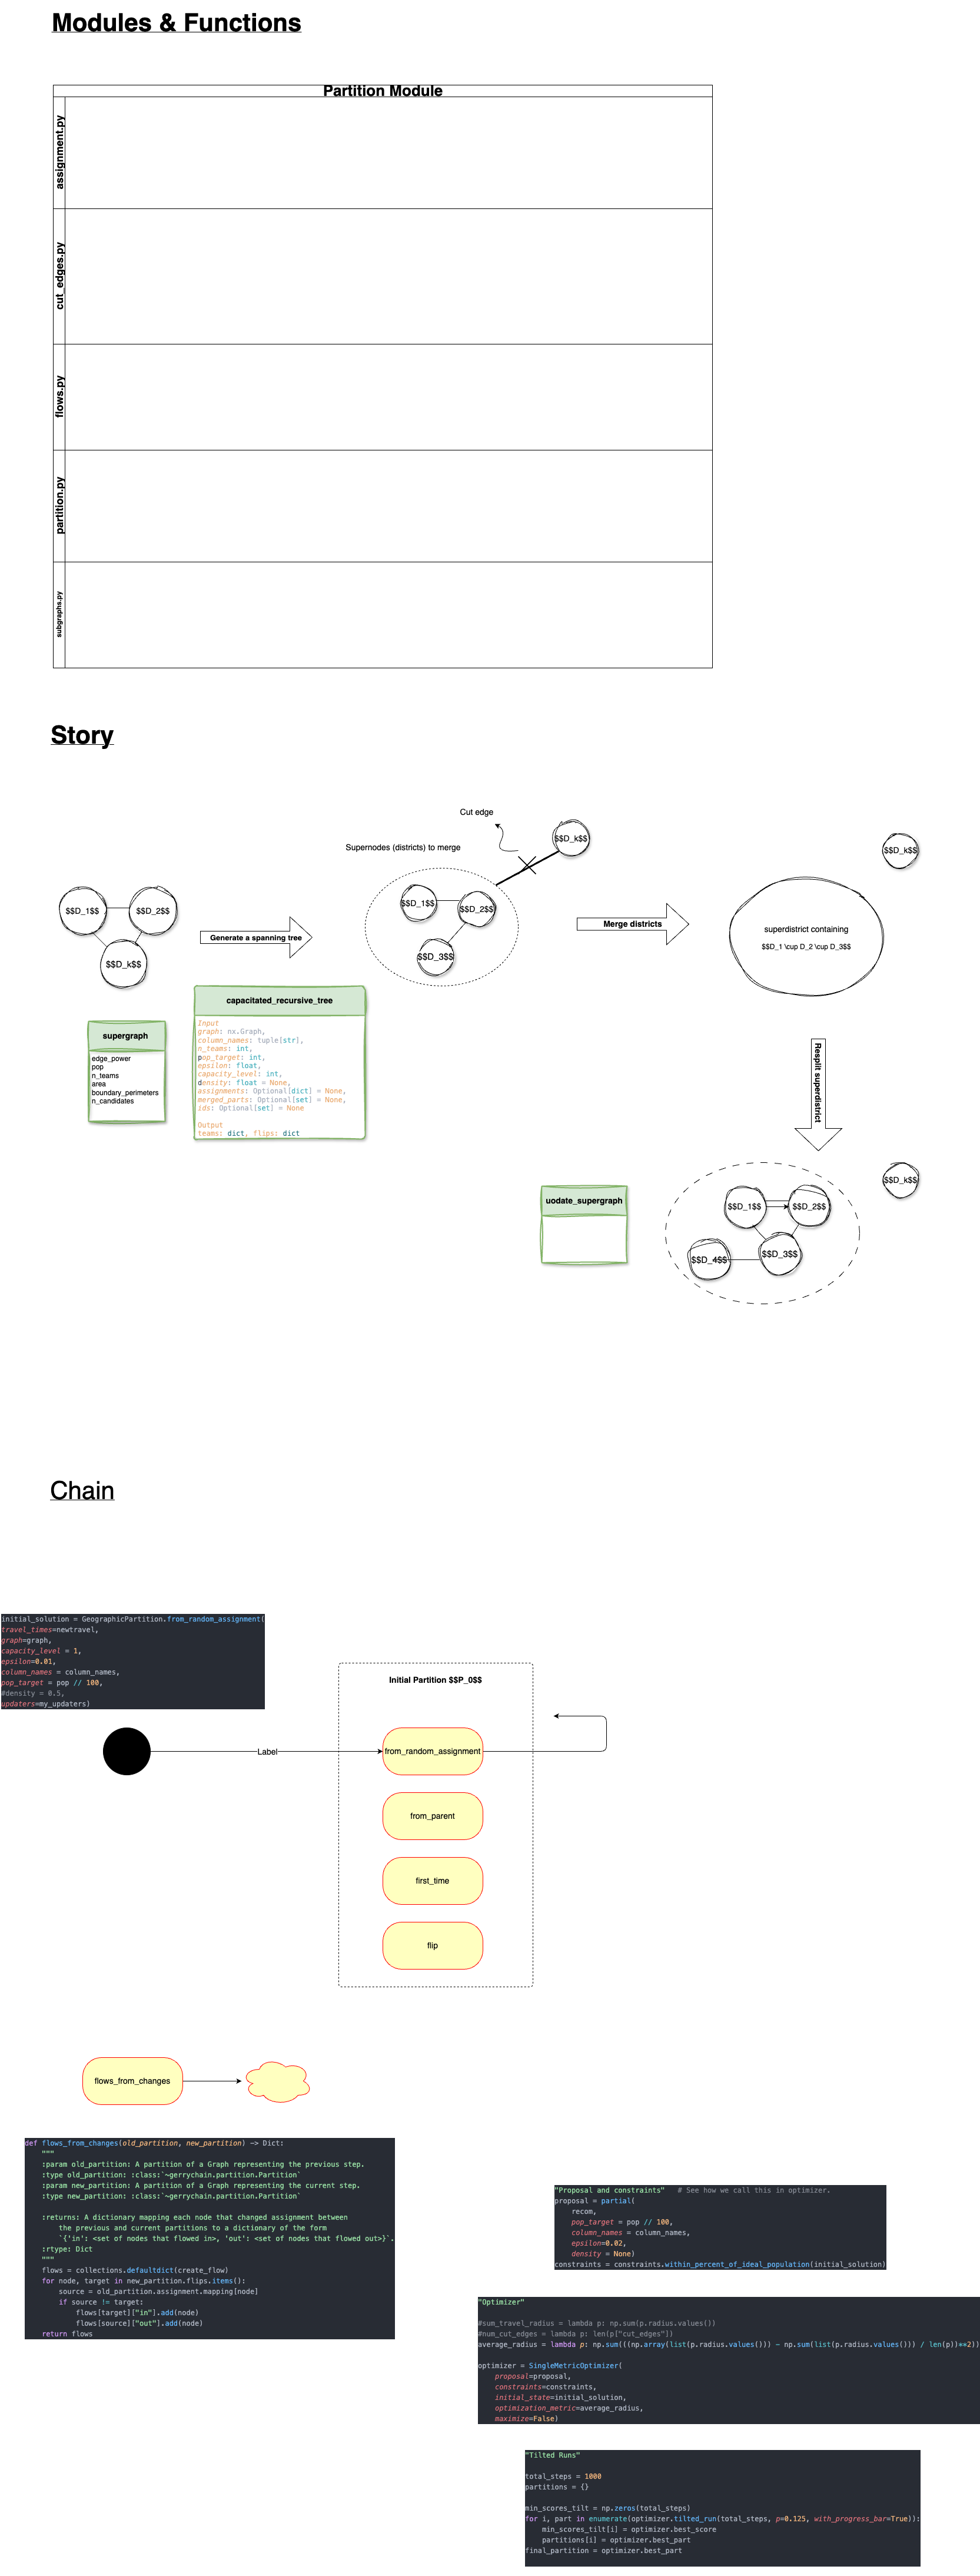 Modules & Functions
Partition Module
assignment.py
cut_edges.py
flows.py
partition.py
subgraphs.py
Story
Cut edge
Supernodes (districts) to merge
$$D_k$$
$$D_k$$
$$D_1$$
$$D_2$$
$$D_k$$
Generate a spanning tree
$$D_1$$
$$D_2$$
$$D_3$$
Merge districts
superdistrict containing
$$D_1 \cup D_2 \cup D_3$$
supergraph
edge_power
pop
n_teams
area
boundary_perimeters
n_candidates
capacitated_recursive_tree
Input
graph: nx.Graph,
column_names: tuple[str],
n_teams: int,
pop_target: int,
epsilon: float,
capacity_level: int,
density: float = None,
assignments: Optional[dict] = None,
merged_parts: Optional[set] = None,
ids: Optional[set] = None
Output
teams: dict, flips: dict
Resplit superdistrict
uodate_supergraph
$$D_k$$
$$D_1$$
$$D_2$$
$$D_3$$
$$D_4$$
Chain
initial_solution = GeographicPartition.from_random_assignment(
travel_times=newtravel,
graph=graph,
capacity_level = 1,
epsilon=0.01,
column_names = column_names,
pop_target = pop // 100,
#density = 0.5,
updaters=my_updaters)
Initial Partition $$P_0$$
Label
from_random_assignment
from_parent
first_time
flip
flows_from_changes
def flows_from_changes(old_partition, new_partition) -> Dict:
"""
:param old_partition: A partition of a Graph representing the previous step.
:type old_partition: :class:`~gerrychain.partition.Partition`
:param new_partition: A partition of a Graph representing the current step.
:type new_partition: :class:`~gerrychain.partition.Partition`
:returns: A dictionary mapping each node that changed assignment between
the previous and current partitions to a dictionary of the form
`{'in': <set of nodes that flowed in>, 'out': <set of nodes that flowed out>}`.
:rtype: Dict
"""
flows = collections.defaultdict(create_flow)
for node, target in new_partition.flips.items():
source = old_partition.assignment.mapping[node]
if source != target:
flows[target]["in"].add(node)
flows[source]["out"].add(node)
return flows
"Proposal and constraints" # See how we call this in optimizer.
proposal = partial(
recom,
pop_target = pop // 100,
column_names = column_names,
epsilon=0.02,
density = None)
constraints = constraints.within_percent_of_ideal_population(initial_solution)
"Optimizer"
#sum_travel_radius = lambda p: np.sum(p.radius.values())
#num_cut_edges = lambda p: len(p["cut_edges"])
average_radius = lambda p: np.sum(((np.array(list(p.radius.values())) - np.sum(list(p.radius.values())) / len(p))**2))
optimizer = SingleMetricOptimizer(
proposal=proposal,
constraints=constraints,
initial_state=initial_solution,
optimization_metric=average_radius,
maximize=False)
"Tilted Runs"
total_steps = 1000
partitions = {}
min_scores_tilt = np.zeros(total_steps)
for i, part in enumerate(optimizer.tilted_run(total_steps, p=0.125, with_progress_bar=True)):
min_scores_tilt[i] = optimizer.best_score
partitions[i] = optimizer.best_part
final_partition = optimizer.best_part